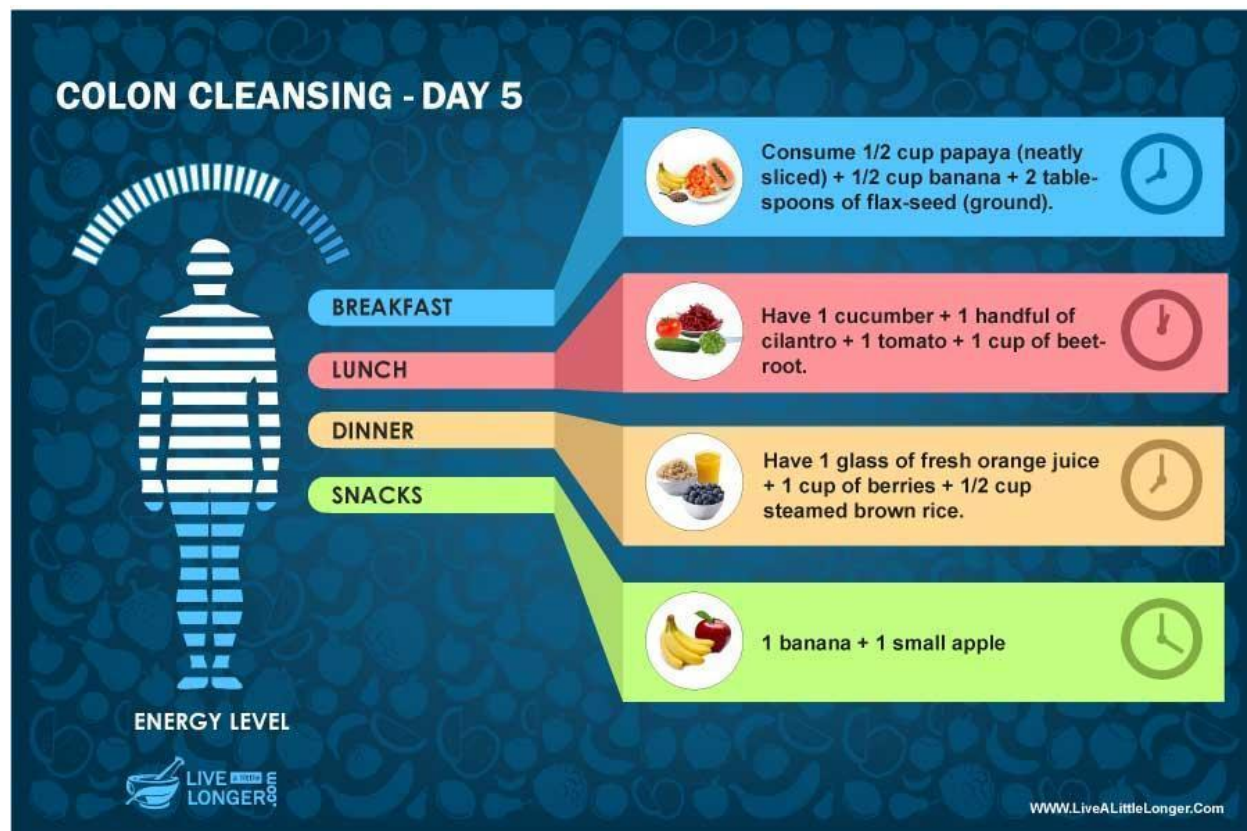 COLON CLEANSING - DAY 5
BREAKFAST
Consume 1/2 cup papaya (neatly
sliced) + 1/2 cup banana + 2 table-
spoons of flax-seed (ground).
LUNCH
Have 1 cucumber + 1 handful of
cilantro + 1 tomato + 1 cup of beet-
root.
DINNER
Have 1 glass of fresh orange juice
+ 1 cup of berries + 1/2 cup
steamed brown rice.
SNACKS
1 banana + 1 small apple
ENERGY LEVEL
LIVE a little
LONGER.com
WWW.LiveALittleLonger.Com